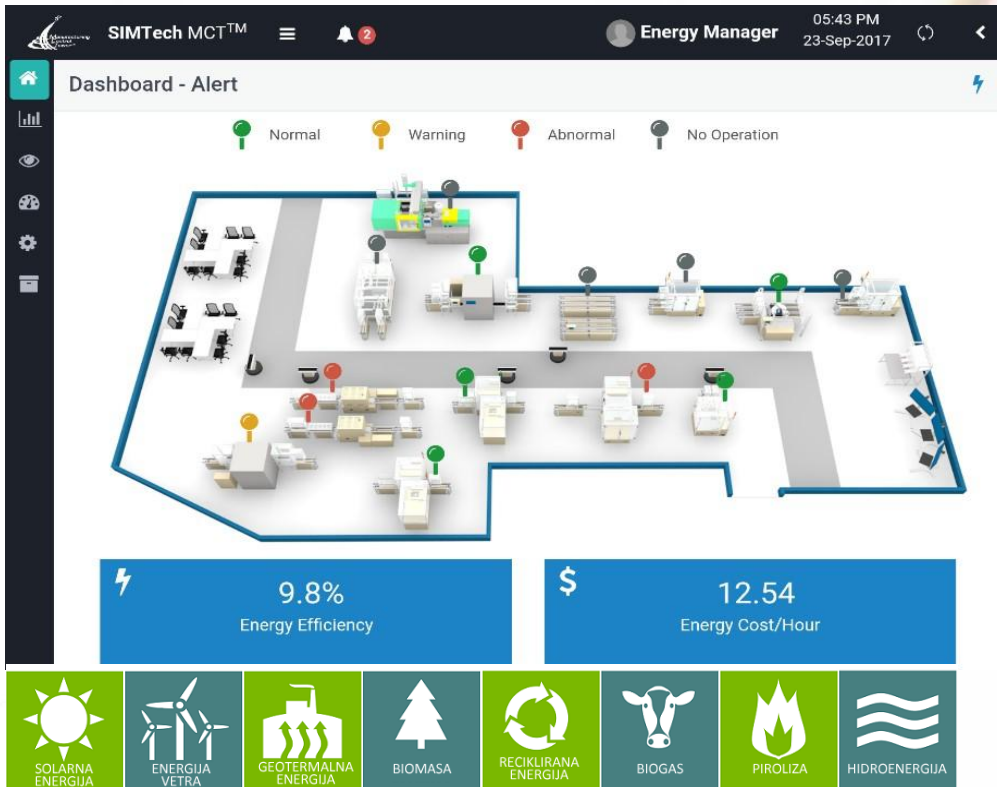 SIMTech MCT™
2
Energy Manager
05:43 PM
23-Sep-2017
Dashboard - Alert
Normal
Warning
Abnormal
No Operation
9.8%
Energy Efficiency
$
12.54
Energy Cost/Hour
SOLARNA
ENERGIJA
ENERGIJA
VETRA
GEOTERMALNA
ENERGIJA
BIOMASA
RECIKLIRANA
ENERGIJA
BIOGAS
PIROLIZA
HIDROENERGIJA